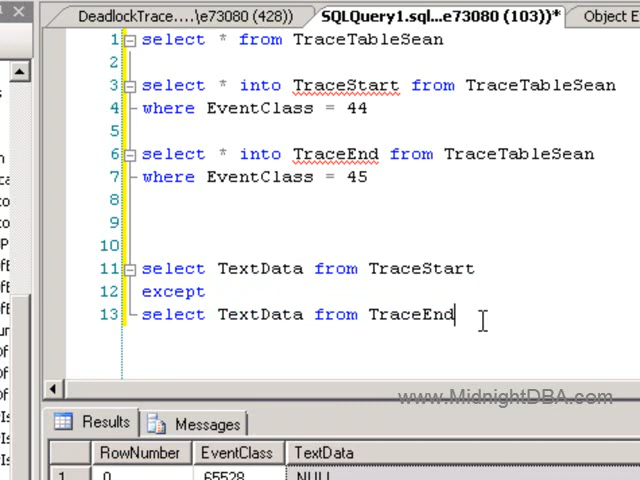 DeadlockTrace....\e73080 (428))
SQLQuery1.sql...e73080 (103))*
Object E
1 select * from TraceTableSean
2
3 select * into TraceStart from TraceTableSean
4 where EventClass = 44
5
6 select * into TraceEnd from TraceTableSean
7 where EventClass = 45
8
9
10
11 select TextData from TraceStart
12 except
13 select TextData from TraceEnd
www.MidnightDBA.com
Results Messages
RowNumber EventClass TextData
1 0 65528 NULL